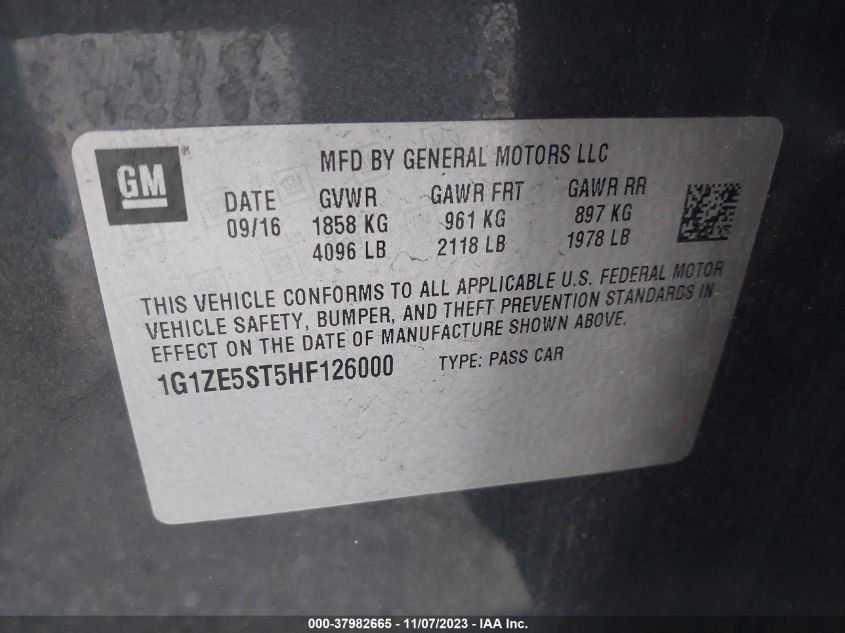 GM ®
MFD BY GENERAL MOTORS LLC
DATE GVWR GAWR FRT GAWR RR
09/16 1858 KG 961 KG 897 KG
4096 LB 2118 LB 1978 LB
THIS VEHICLE CONFORMS TO ALL APPLICABLE U.S. FEDERAL MOTOR
VEHICLE SAFETY, BUMPER, AND THEFT PREVENTION STANDARDS IN
EFFECT ON THE DATE OF MANUFACTURE SHOWN ABOVE.
1G1ZE5ST5HF126000 TYPE: PASS CAR
000-37982665 - 11/07/2023 - IAA Inc.